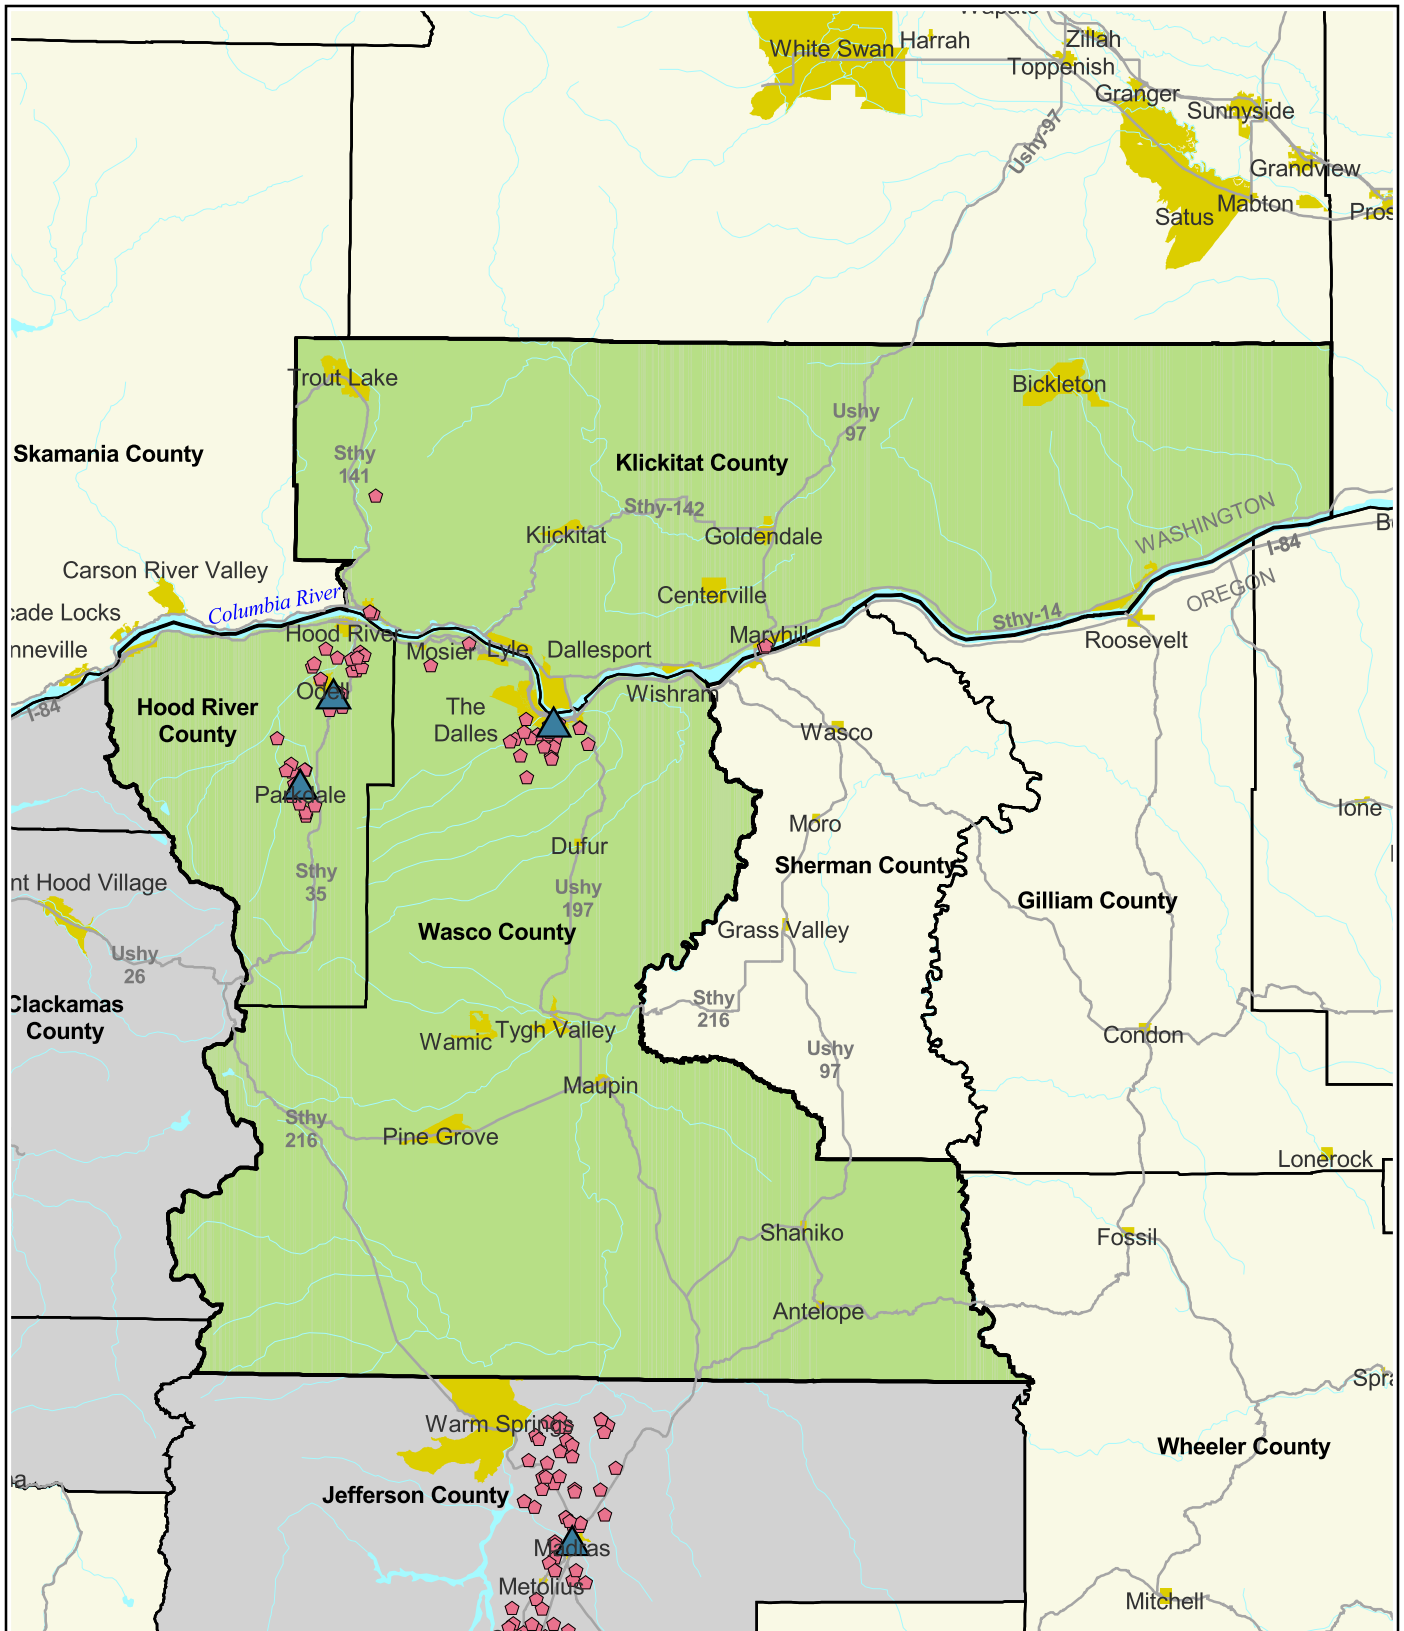 Harrah
Zillah
White Swan
Toppenish
Granger
Sunnyside
Ushy-97
Grandview
Mabton
Satus
Trout Lake
Bickleton
Ushy
97
Skamania County
Sthy
141
Klickitat County
Sthy-142
Klickitat
Goldendale
WASHINGTON
I-84
Carson River Valley
OREGON
Columbia River
Centerville
cade Locks
Sthy-14
Hood River
Maryhill
Roosevelt
nneville
Mosier
Lyle
Dallesport
Odell
Wishram
I-84
Hood River
County
The
Dalles
Wasco
Parkdale
Ione
Moro
Dufur
Sherman County
nt Hood Village
Sthy
35
Ushy
197
Gilliam County
Wasco County
Grass Valley
Ushy
26
Clackamas
County
Sthy
216
Wamic
Tygh Valley
Condon
Ushy
97
Maupin
Sthy
216
Pine Grove
Lonerock
Shaniko
Fossil
Antelope
Spra
Warm Springs
Wheeler County
Jefferson County
Madras
Metolius
Mitchell